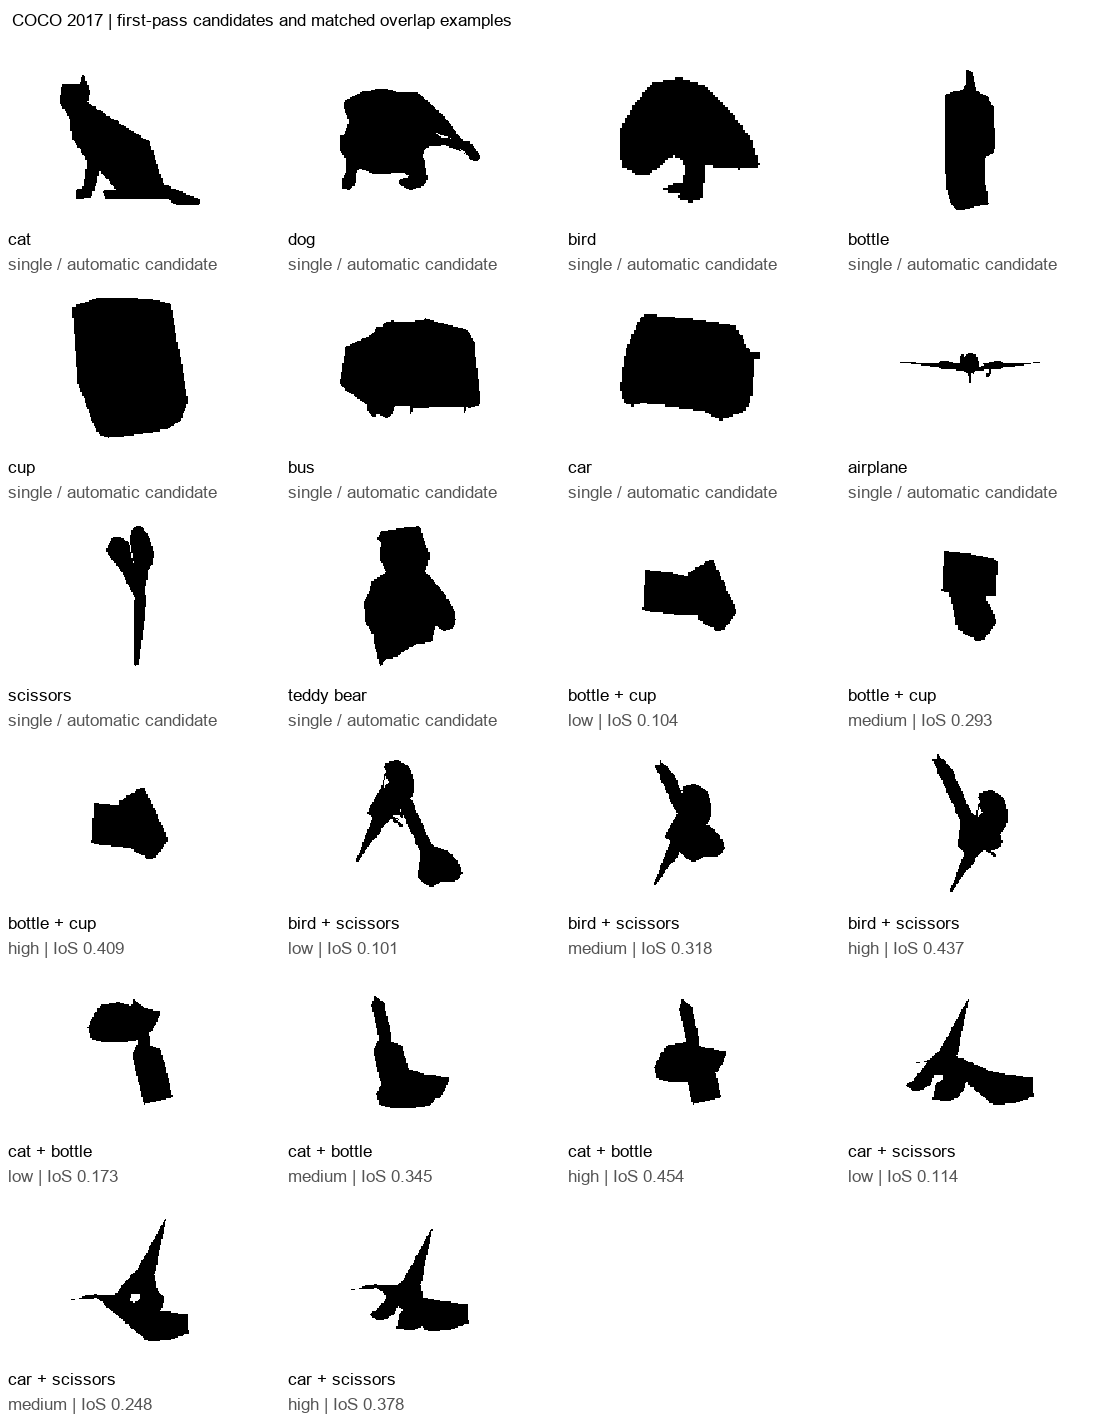 COCO 2017 | first-pass candidates and matched overlap examples
cat
single / automatic candidate
dog
single / automatic candidate
bird
single / automatic candidate
bottle
single / automatic candidate
cup
single / automatic candidate
bus
single / automatic candidate
car
single / automatic candidate
airplane
single / automatic candidate
scissors
single / automatic candidate
teddy bear
single / automatic candidate
bottle + cup
low | IoS 0.104
bottle + cup
medium | IoS 0.293
bottle + cup
high | IoS 0.409
bird + scissors
low | IoS 0.101
bird + scissors
medium | IoS 0.318
bird + scissors
high | IoS 0.437
cat + bottle
low | IoS 0.173
cat + bottle
medium | IoS 0.345
cat + bottle
high | IoS 0.454
car + scissors
low | IoS 0.114
car + scissors
medium | IoS 0.248
car + scissors
high | IoS 0.378